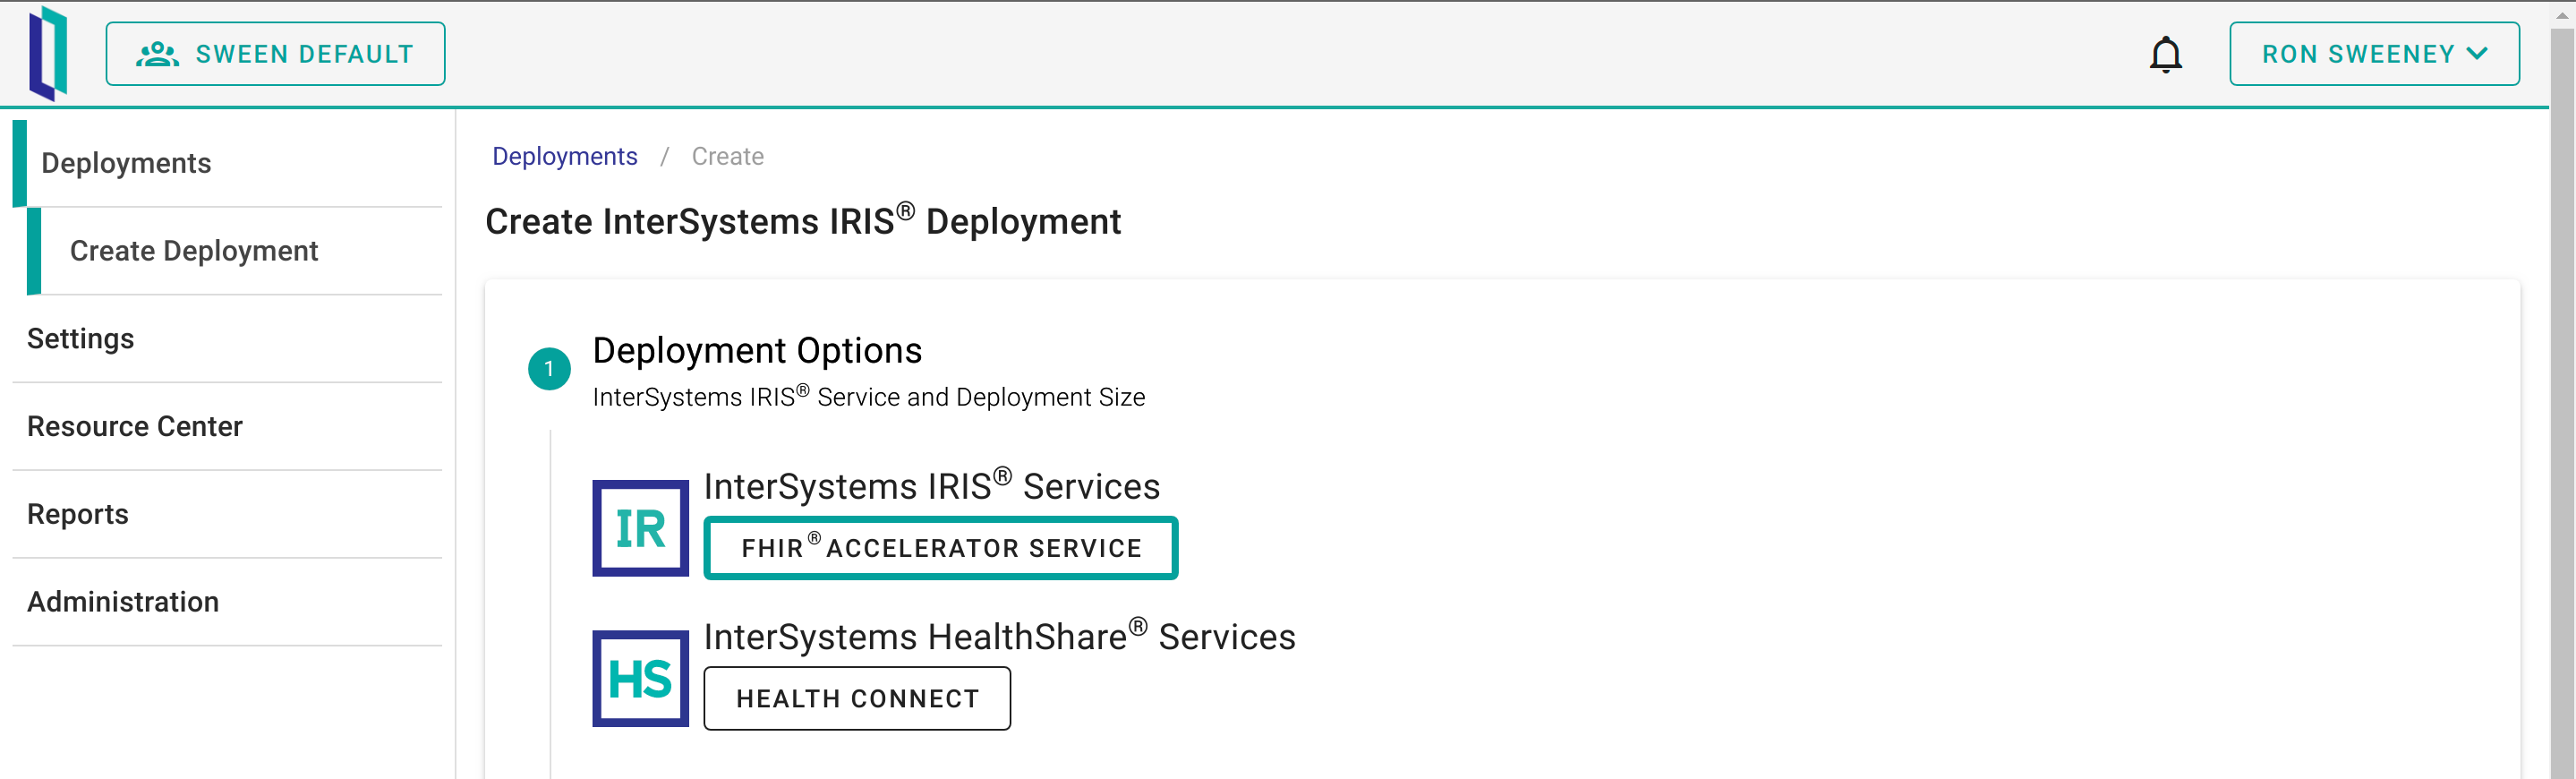 SWEEN DEFAULT
RON SWEENEY
Deployments
Create Deployment
Settings
Resource Center
Reports
Administration
Deployments / Create
Create InterSystems IRIS® Deployment
1
Deployment Options
InterSystems IRIS® Service and Deployment Size
IR
InterSystems IRIS® Services
FHIR® ACCELERATOR SERVICE
HS
InterSystems HealthShare® Services
HEALTH CONNECT